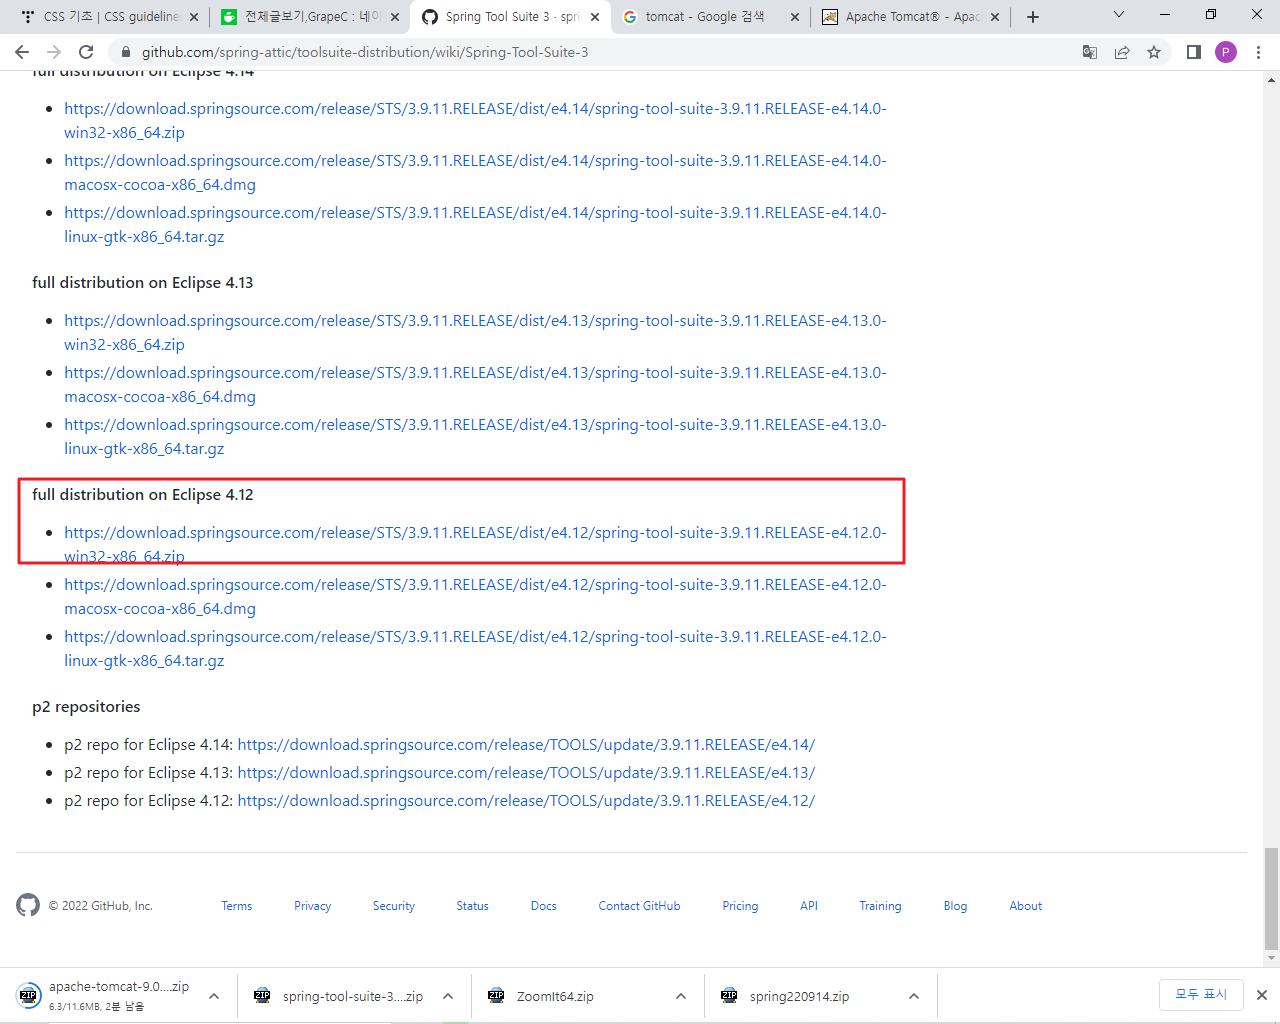 CSS 기초 | CSS guideline
전체글보기,GrapeC : 네이
Spring Tool Suite 3 · spri
tomcat - Google 검색
Apache Tomcat® - Apac
github.com/spring-attic/toolsuite-distribution/wiki/Spring-Tool-Suite-3
P
full distribution on Eclipse 4.14
https://download.springsource.com/release/STS/3.9.11.RELEASE/dist/e4.14/spring-tool-suite-3.9.11.RELEASE-e4.14.0-
win32-x86_64.zip
https://download.springsource.com/release/STS/3.9.11.RELEASE/dist/e4.14/spring-tool-suite-3.9.11.RELEASE-e4.14.0-
macosx-cocoa-x86_64.dmg
https://download.springsource.com/release/STS/3.9.11.RELEASE/dist/e4.14/spring-tool-suite-3.9.11.RELEASE-e4.14.0-
linux-gtk-x86_64.tar.gz
full distribution on Eclipse 4.13
https://download.springsource.com/release/STS/3.9.11.RELEASE/dist/e4.13/spring-tool-suite-3.9.11.RELEASE-e4.13.0-
win32-x86_64.zip
https://download.springsource.com/release/STS/3.9.11.RELEASE/dist/e4.13/spring-tool-suite-3.9.11.RELEASE-e4.13.0-
macosx-cocoa-x86_64.dmg
https://download.springsource.com/release/STS/3.9.11.RELEASE/dist/e4.13/spring-tool-suite-3.9.11.RELEASE-e4.13.0-
linux-gtk-x86_64.tar.gz
full distribution on Eclipse 4.12
https://download.springsource.com/release/STS/3.9.11.RELEASE/dist/e4.12/spring-tool-suite-3.9.11.RELEASE-e4.12.0-
win32-x86_64.zip
https://download.springsource.com/release/STS/3.9.11.RELEASE/dist/e4.12/spring-tool-suite-3.9.11.RELEASE-e4.12.0-
macosx-cocoa-x86_64.dmg
https://download.springsource.com/release/STS/3.9.11.RELEASE/dist/e4.12/spring-tool-suite-3.9.11.RELEASE-e4.12.0-
linux-gtk-x86_64.tar.gz
p2 repositories
p2 repo for Eclipse 4.14: https://download.springsource.com/release/TOOLS/update/3.9.11.RELEASE/e4.14/
p2 repo for Eclipse 4.13: https://download.springsource.com/release/TOOLS/update/3.9.11.RELEASE/e4.13/
p2 repo for Eclipse 4.12: https://download.springsource.com/release/TOOLS/update/3.9.11.RELEASE/e4.12/
© 2022 GitHub, Inc. Terms Privacy Security Status Docs Contact GitHub Pricing API Training Blog About
apache-tomcat-9.0....zip
6.3/11.6MB, 2분 남음
spring-tool-suite-3....zip
ZoomIt64.zip
spring220914.zip
모두 표시